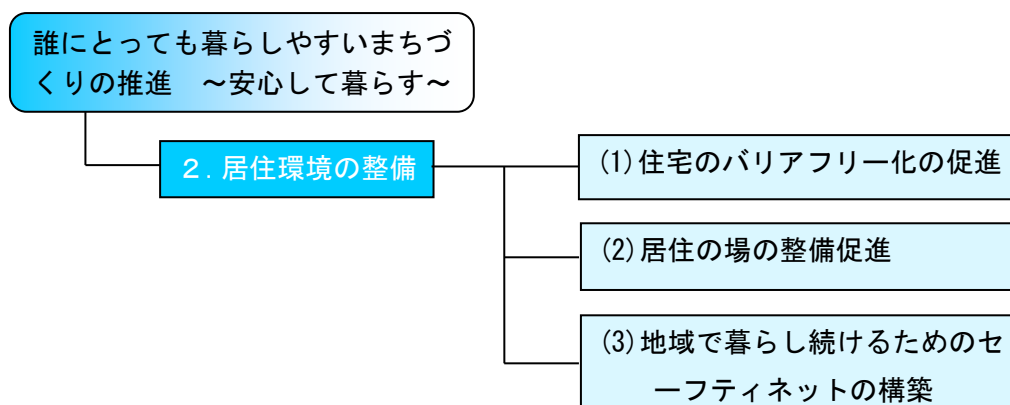 誰にとっても暮らしやすいまちづ
くりの推進　～安心して暮らす～
２．居住環境の整備
(1)住宅のバリアフリー化の促進
(2)居住の場の整備促進
(3)地域で暮らし続けるためのセ
ーフティネットの構築